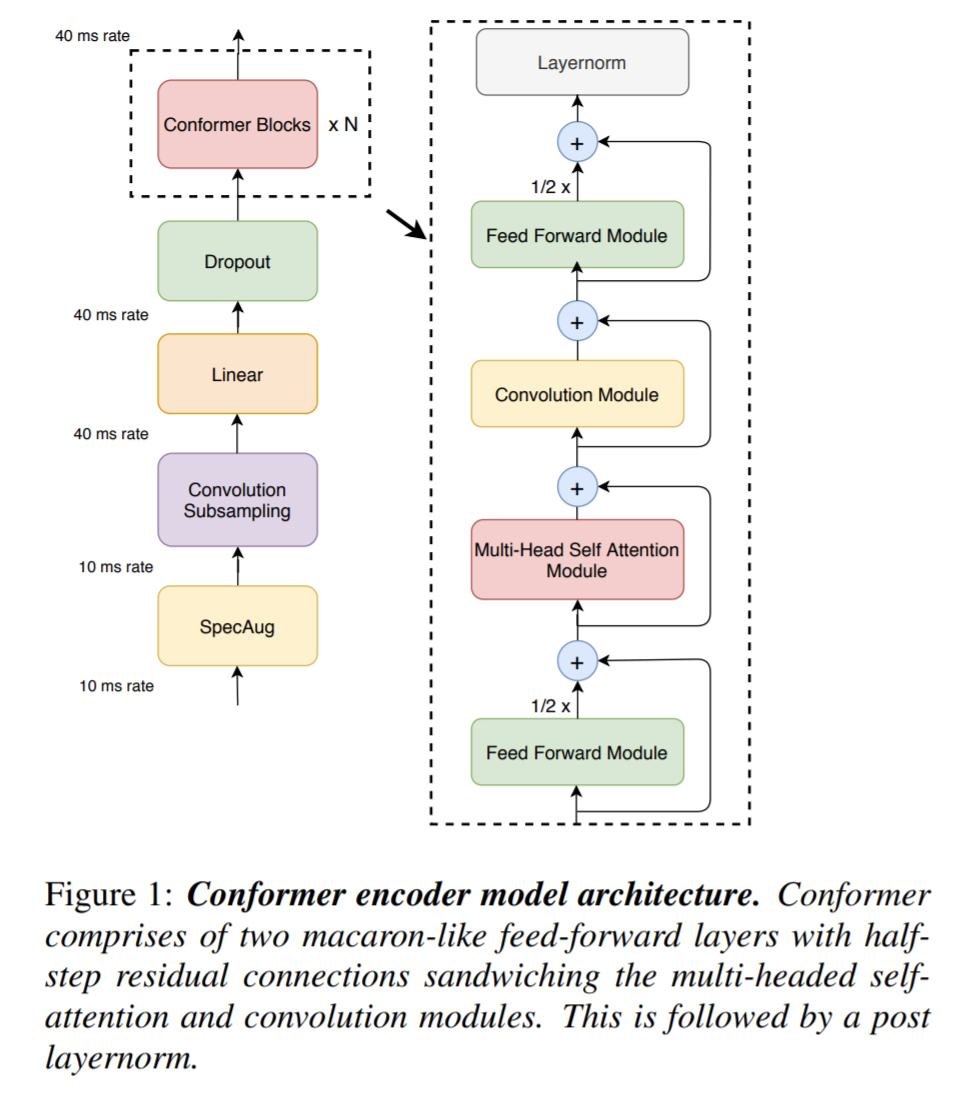 40 ms rate
Conformer Blocks
x N
Dropout
40 ms rate
Linear
40 ms rate
Convolution
Subsampling
10 ms rate
SpecAug
10 ms rate
Layernorm
+
1/2 x
Feed Forward Module
+
Convolution Module
+
Multi-Head Self Attention
Module
+
1/2 x
Feed Forward Module
Figure 1: Conformer encoder model architecture. Conformer
comprises of two macaron-like feed-forward layers with half-
step residual connections sandwiching the multi-headed self-
attention and convolution modules. This is followed by a post
layernorm.